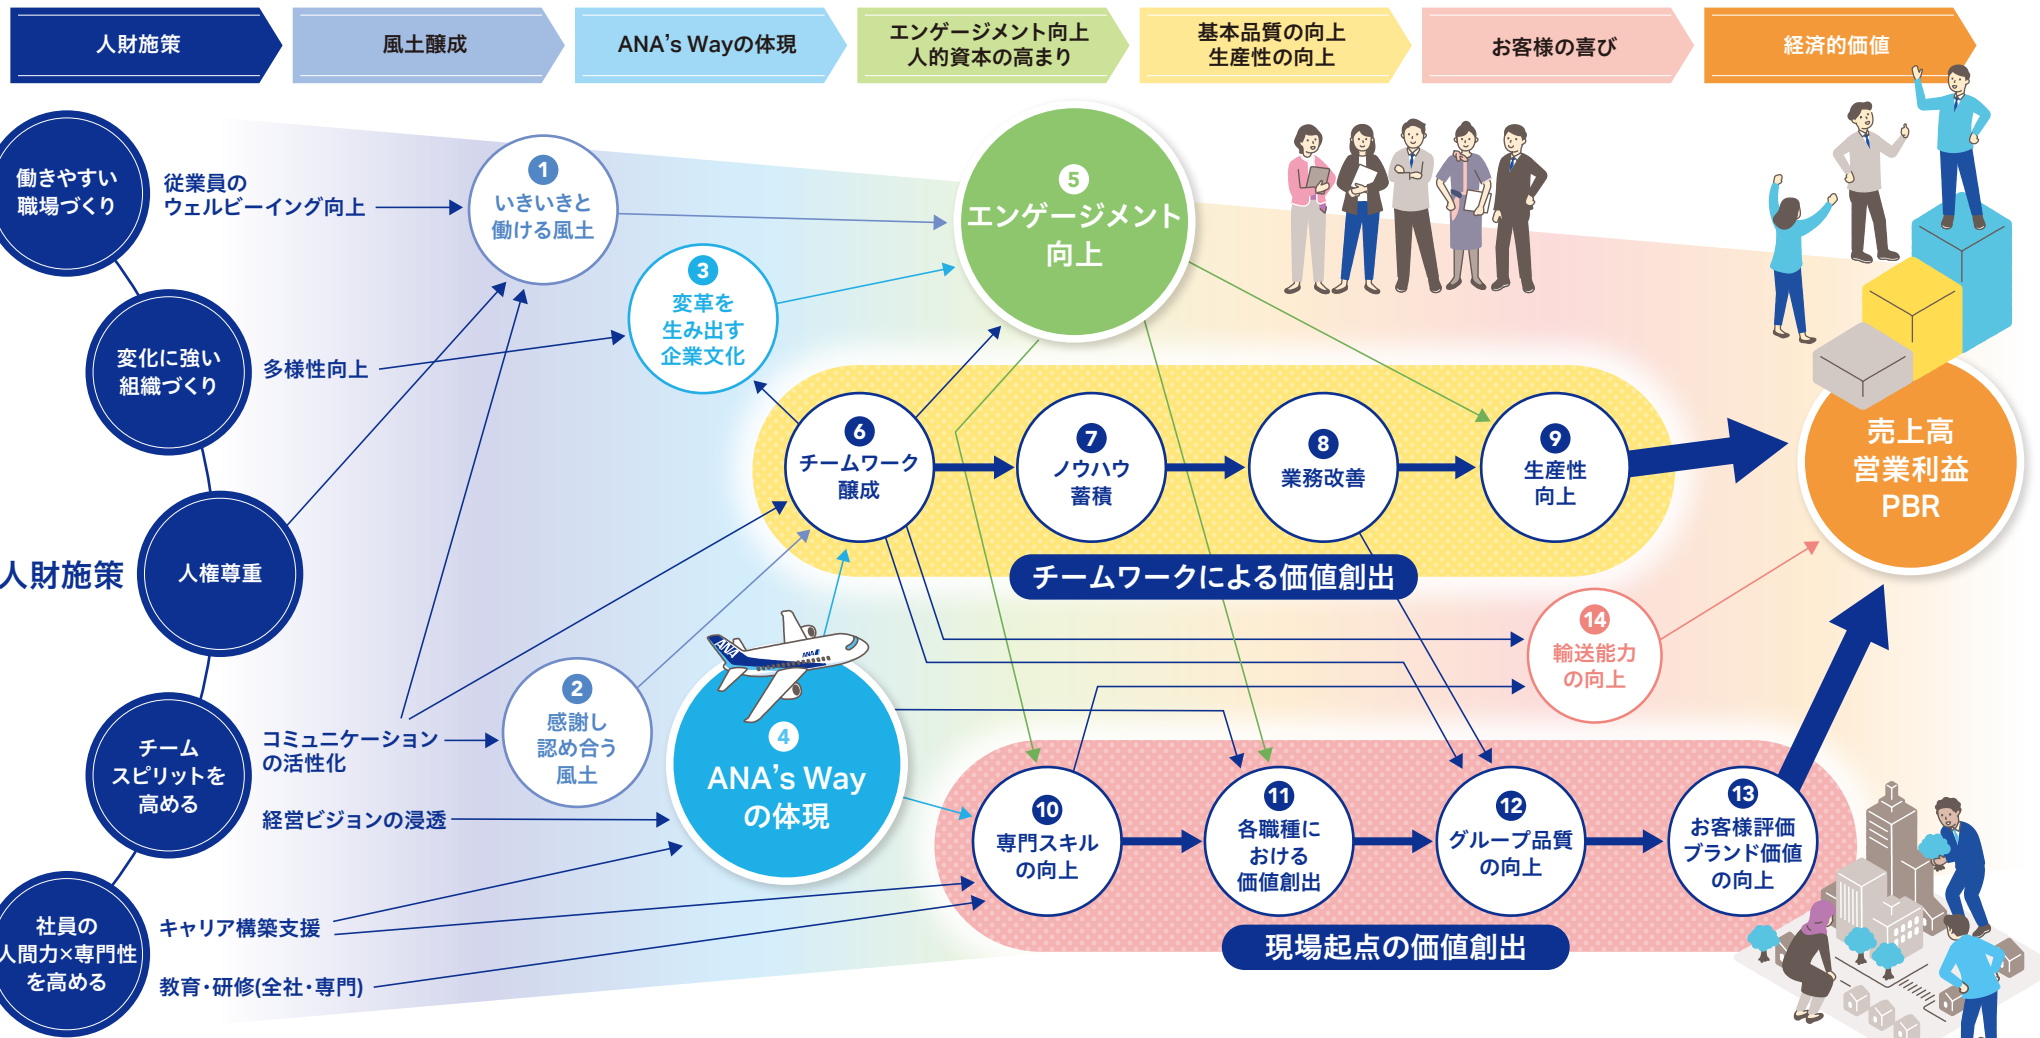 人財施策
風土醸成
ANA's Wayの体現
エンゲージメント向上
人的資本の高まり
基本品質の向上
生産性の向上
お客様の喜び
経済的価値
働きやすい
職場づくり
従業員の
ウェルビーイング向上
変化に強い
組織づくり
多様性向上
人財施策
人権尊重
チーム
スピリットを
高める
コミュニケーション
の活性化
経営ビジョンの浸透
社員の
人間力×専門性
を高める
キャリア構築支援
教育・研修(全社・専門)
1
いきいきと
働ける風土
2
感謝し
認め合う
風土
3
変革を
生み出す
企業文化
ANA
ANA
4
ANA's Way
の体現
5
エンゲージメント
向上
6
チームワーク
醸成
7
ノウハウ
蓄積
8
業務改善
9
生産性
向上
チームワークによる価値創出
10
専門スキル
の向上
11
各職種に
おける
価値創出
12
グループ品質
の向上
13
お客様評価
ブランド価値
の向上
現場起点の価値創出
14
輸送能力
の向上
売上高
営業利益
PBR